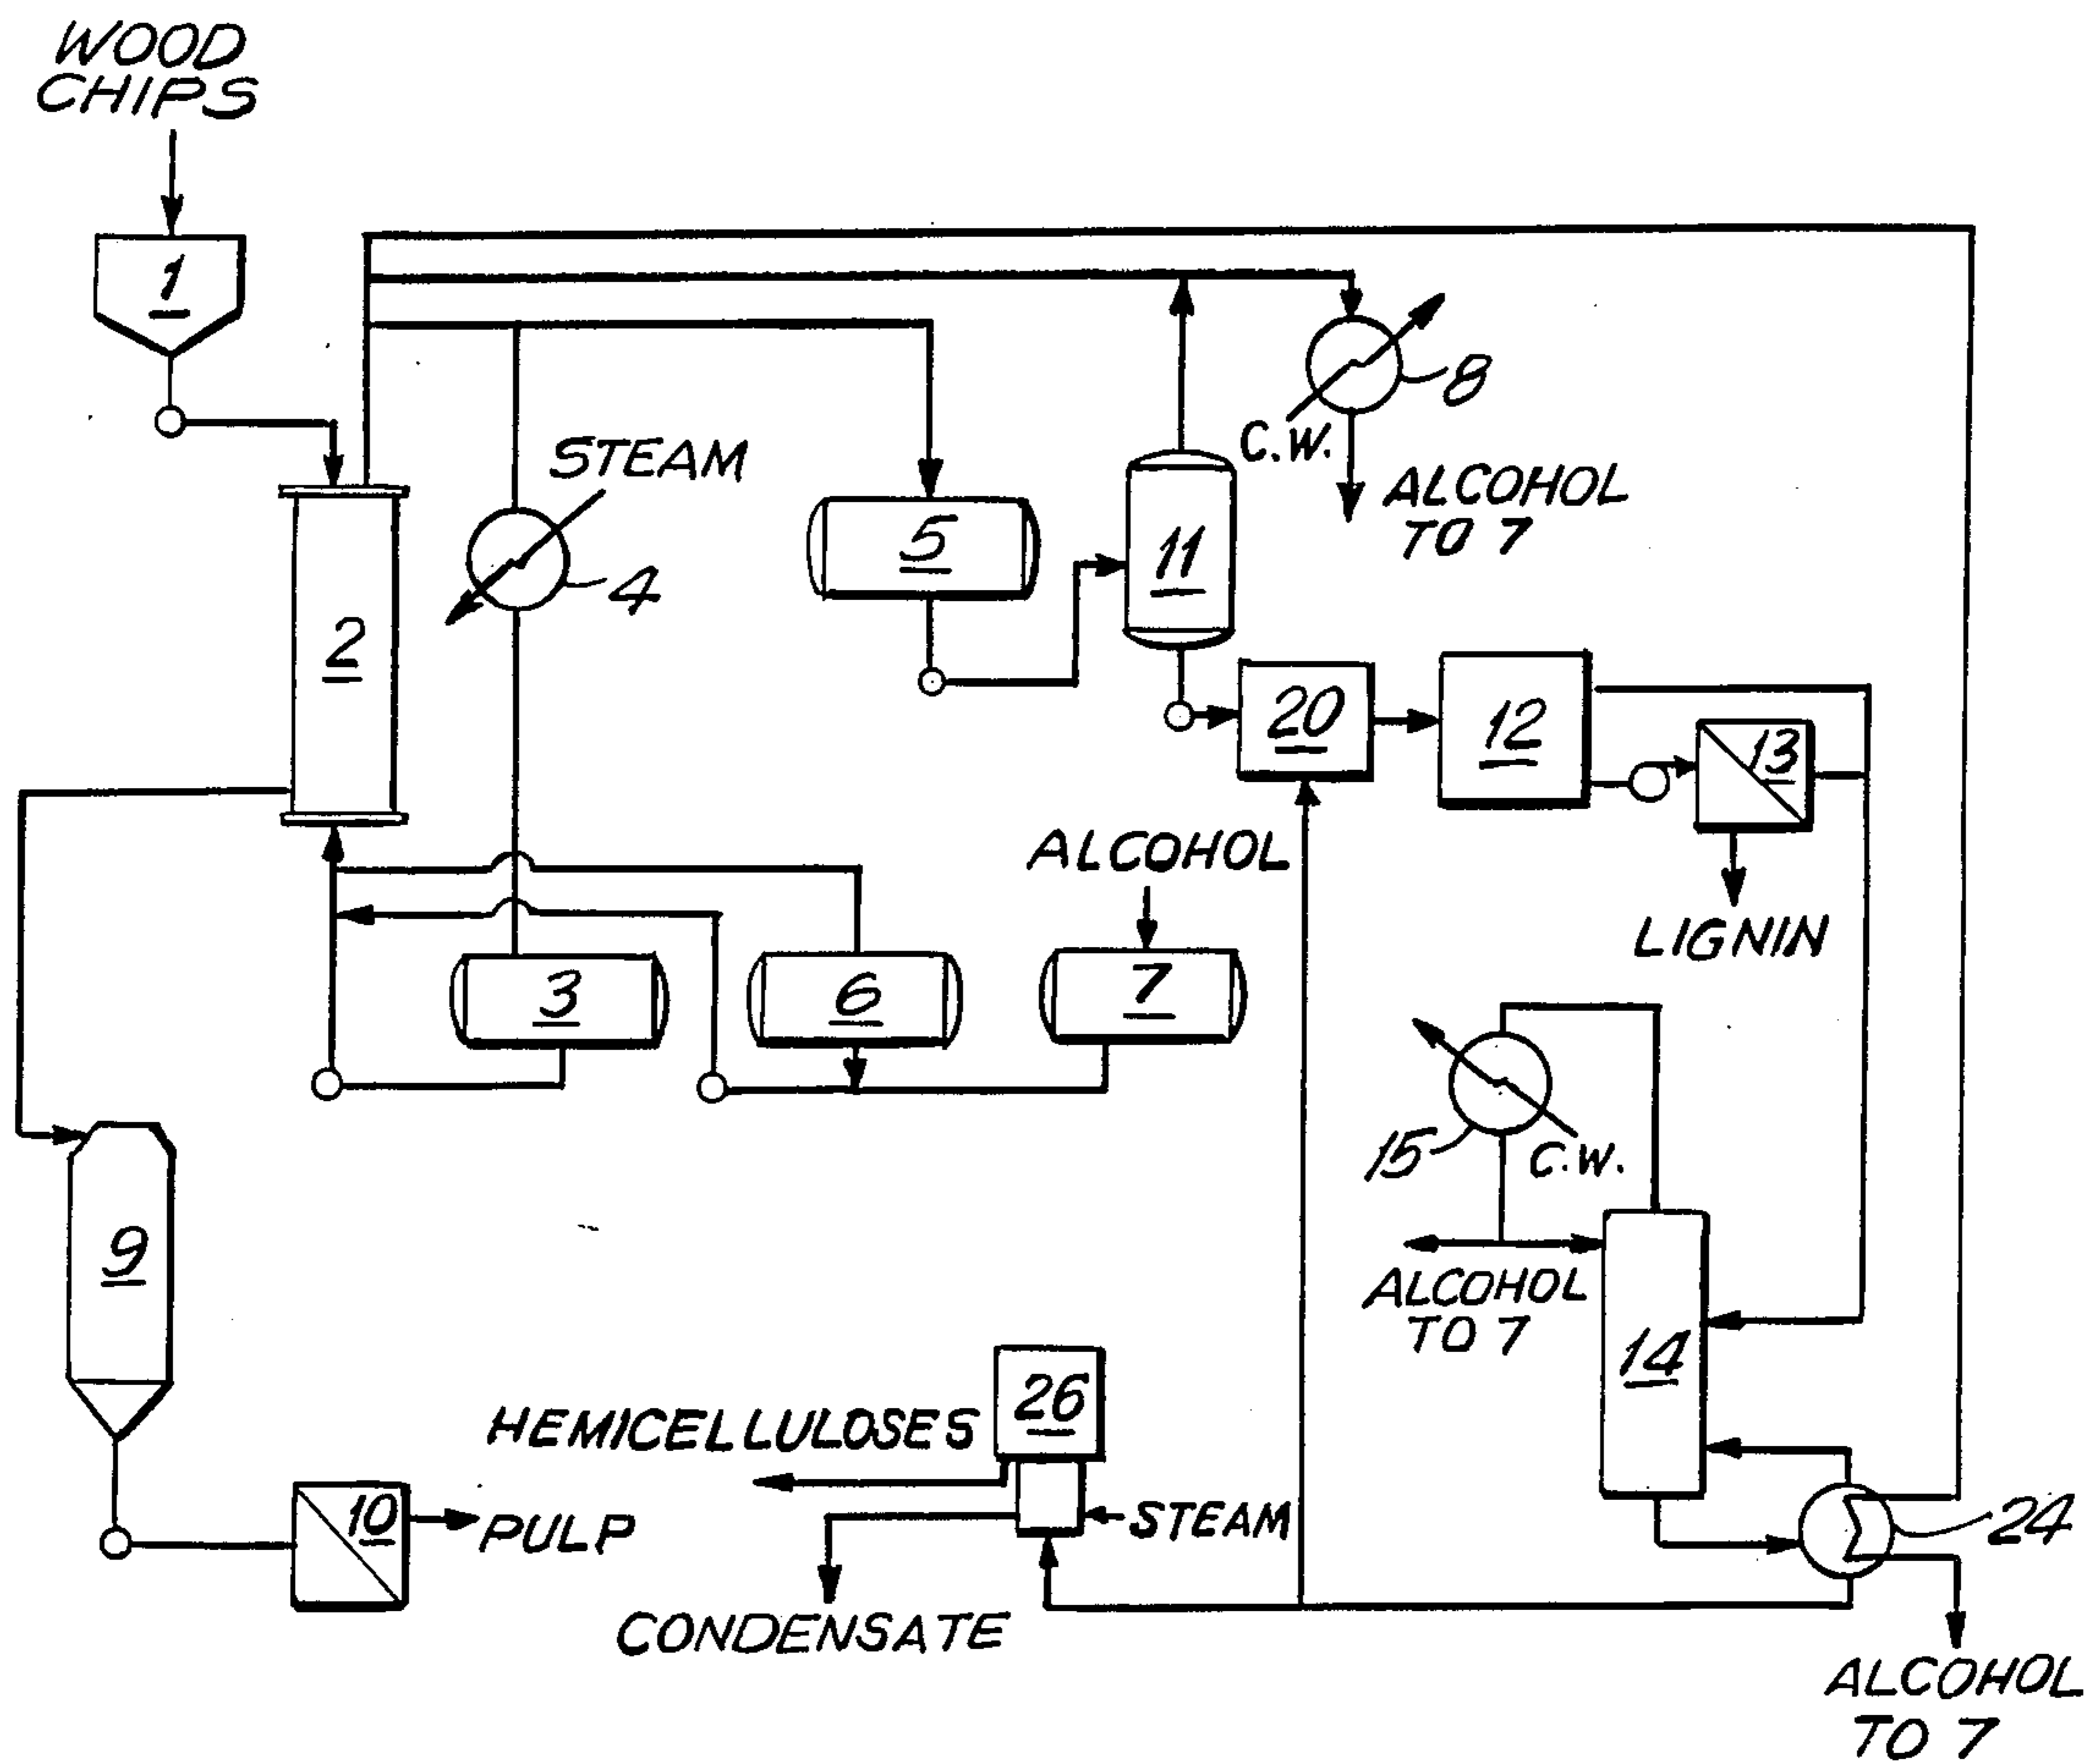 WOOD
CHIPS
1
8
C.W.
STEAM
ALCOHOL
TO 7
5
11
4
2
20
12
13
ALCOHOL
LIGNIN
3
6
7
15
C.W.
9
ALCOHOL
TO 7
14
26
HEMICELLULOSES
10
PULP
STEAM
24
CONDENSATE
ALCOHOL
TO 7